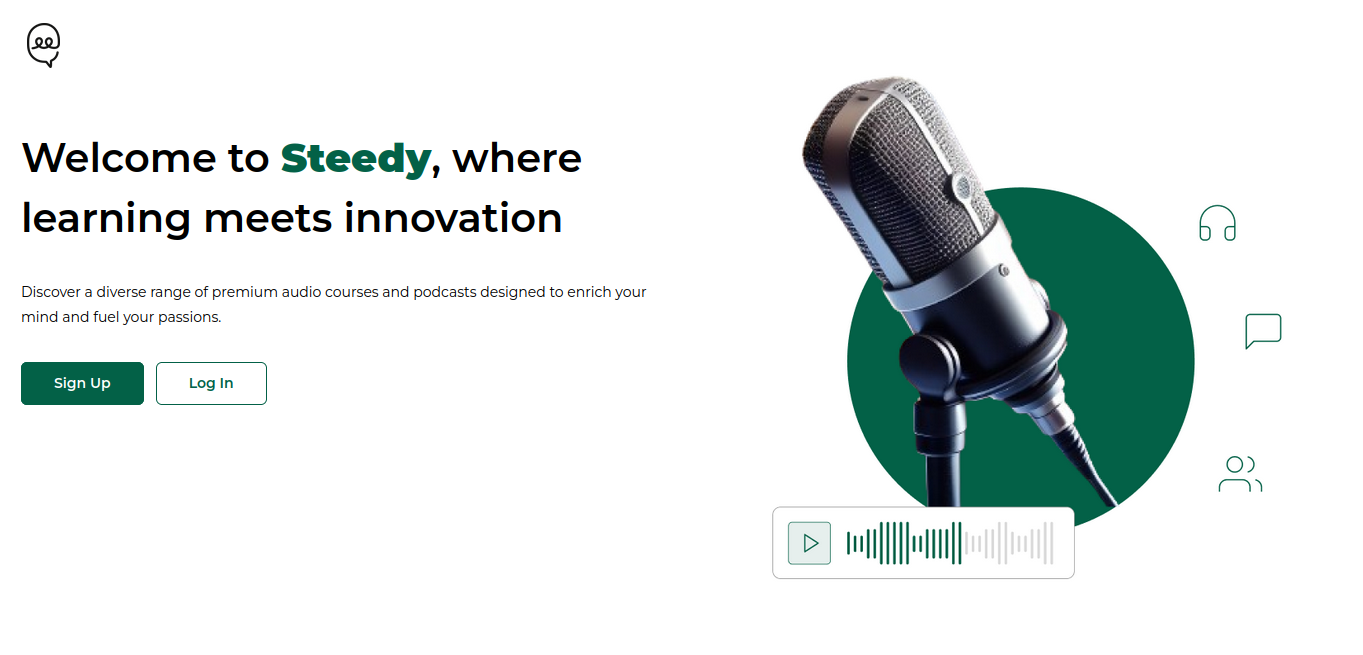 Welcome to Steedy, where
learning meets innovation
Discover a diverse range of premium audio courses and podcasts designed to enrich your
mind and fuel your passions.
Sign Up
Log In